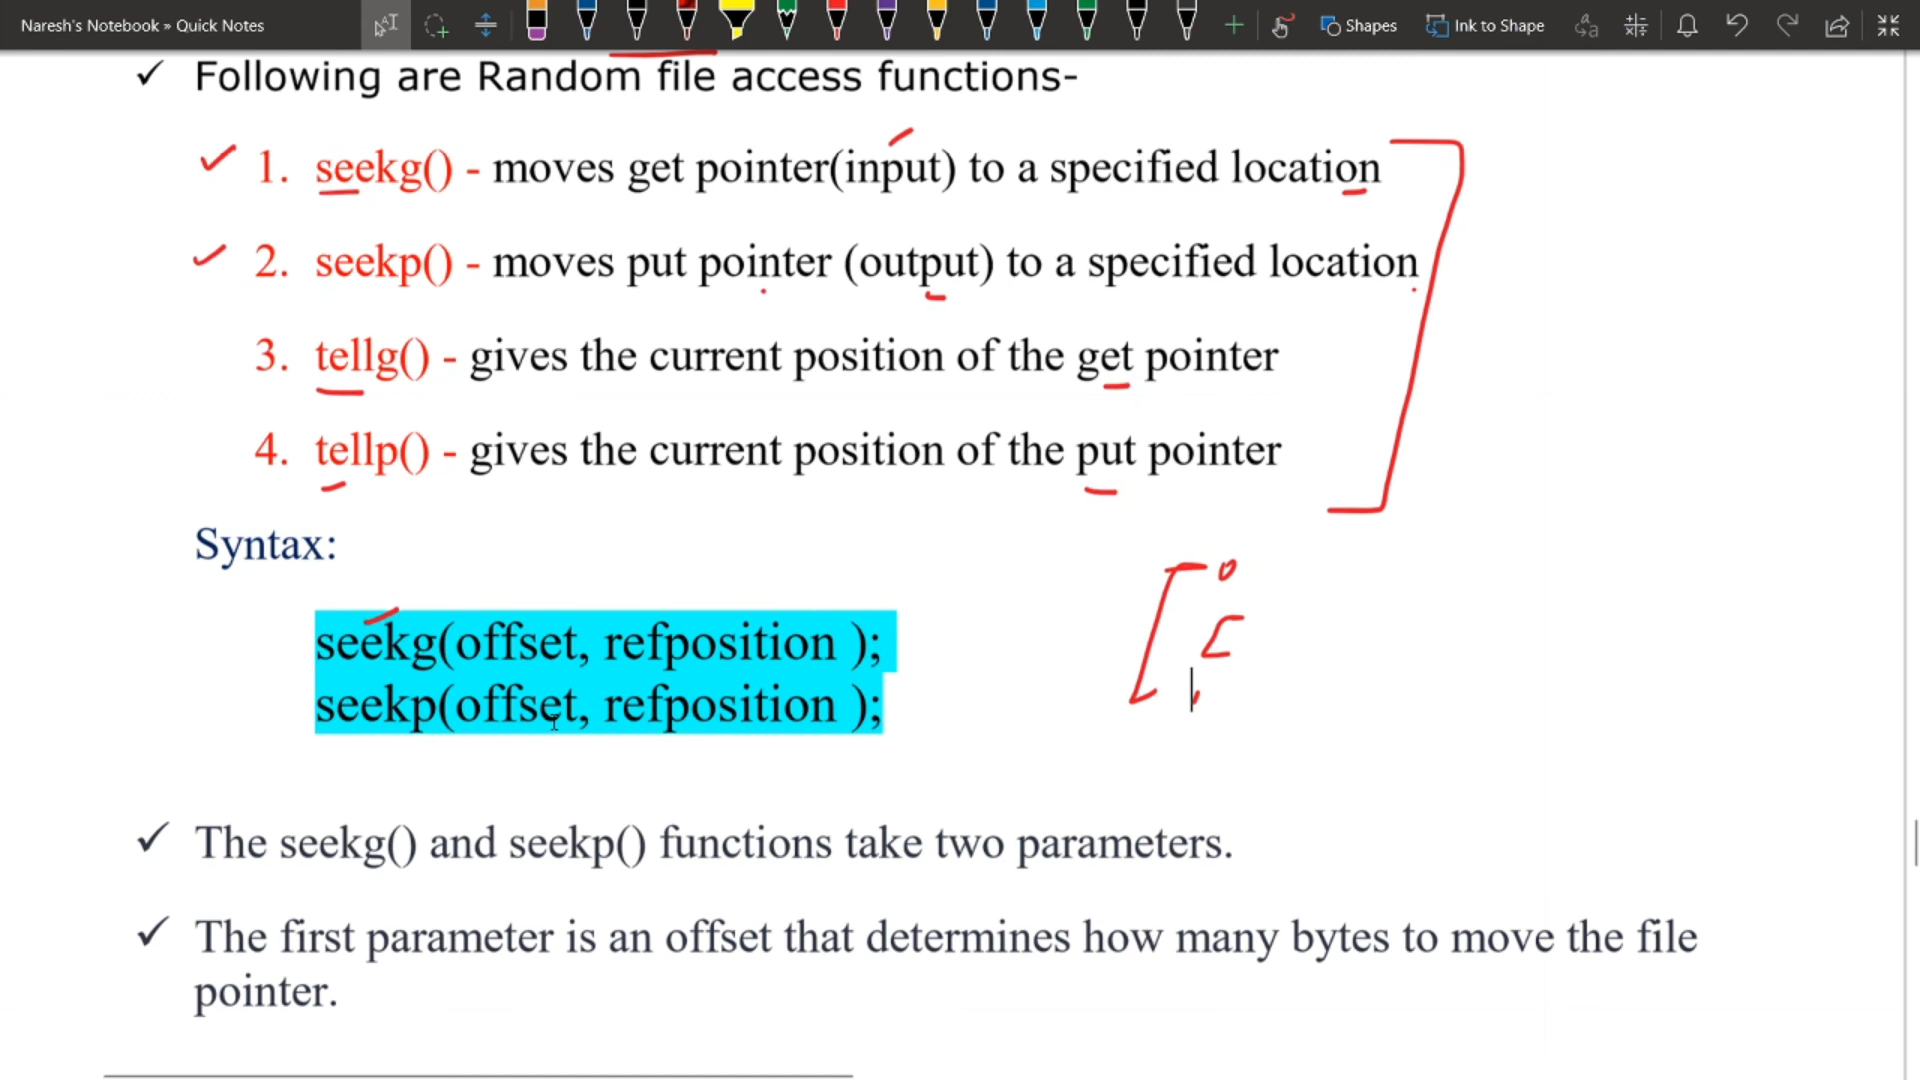 Naresh's Notebook » Quick Notes
Shapes
Ink to Shape
✓ Following are Random file access functions-
1. seekg() - moves get pointer(input) to a specified location
2. seekp() - moves put pointer (output) to a specified location
3. tellg() - gives the current position of the get pointer
4. tellp() - gives the current position of the put pointer
Syntax:
seekg(offset, refposition );
seekp(offset, refposition );
✓ The seekg() and seekp() functions take two parameters.
✓ The first parameter is an offset that determines how many bytes to move the file
pointer.